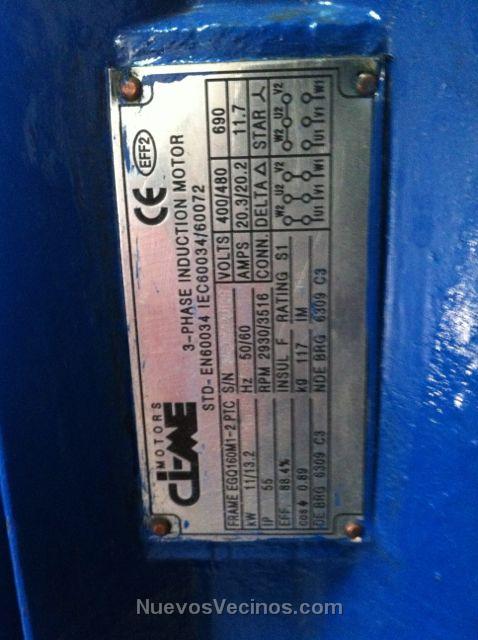 MOTORS
CIME
CE EFF2
3-PHASE INDUCTION MOTOR
STD- EN60034 IEC60034/60072
FRAME EGQ160M1-2 PTC S/N VOLTS 400/480 690
kW 11/13.2 Hz 50/60 AMPS 20.3/20.2 11.7
IP 55 RPM 2930/3516 CONN. DELTA △ STAR
EFF 88.4% INSUL F RATING S1 W2 U2 V2 W2 U2 V2
cos ϕ 0.89 kg 117 IM U1 V1 W1 U1 V1 W1
DE BRG 6309 C3 NDE BRG 6309 C3
NuevosVecinos.com